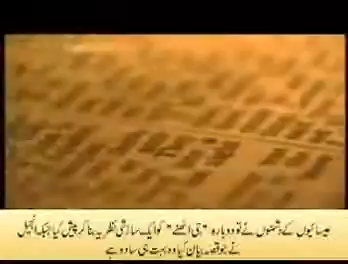 عیسائیوں کے دشمنوں نے تو دوبارہ "جی اٹھنے" کو ایک سازشی نظریہ بنا کر پیش کیا جبکہ انجیل
نے جو قصہ بیان کیا وہ بہت ہی سادہ ہے